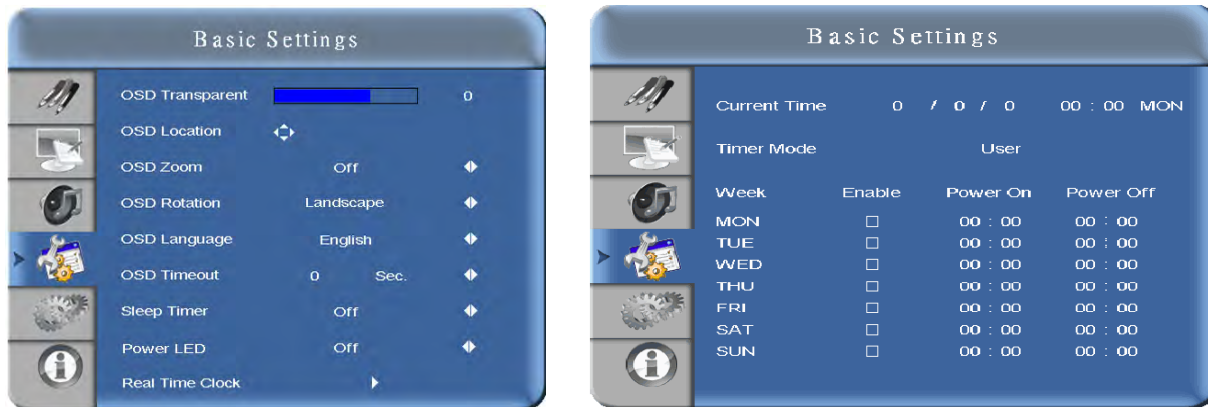 Basic Settings
OSD Transparent 0
OSD Location
OSD Zoom Off
OSD Rotation Landscape
OSD Language English
OSD Timeout 0 Sec.
Sleep Timer Off
Power LED Off
Real Time Clock
Basic Settings
Current Time 0 / 0 / 0 00 : 00 MON
Timer Mode User
Week Enable Power On Power Off
MON 00 : 00 00 : 00
TUE 00 : 00 00 : 00
WED 00 : 00 00 : 00
THU 00 : 00 00 : 00
FRI 00 : 00 00 : 00
SAT 00 : 00 00 : 00
SUN 00 : 00 00 : 00